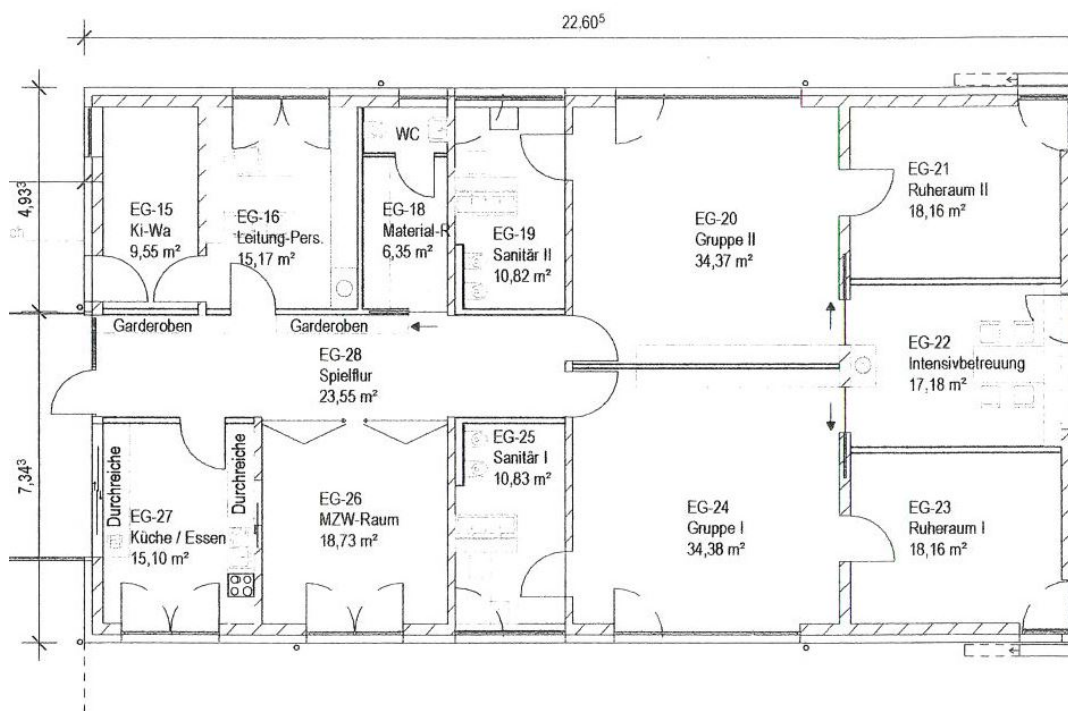 22.60⁵
4,93³
7,34³
EG-15
Ki-Wa
9,55 m²
EG-16
Leitung-Pers.
15,17 m²
WC
EG-18
Material-R
6,35 m²
EG-19
Sanitär II
10,82 m²
EG-20
Gruppe II
34,37 m²
EG-21
Ruheraum II
18,16 m²
Garderoben
Garderoben
EG-28
Spielflur
23,55 m²
EG-22
Intensivbetreuung
17,18 m²
Durchreiche
EG-27
Küche / Essen
15,10 m²
Durchreiche
EG-26
MZW-Raum
18,73 m²
EG-25
Sanitär I
10,83 m²
EG-24
Gruppe I
34,38 m²
EG-23
Ruheraum I
18,16 m²